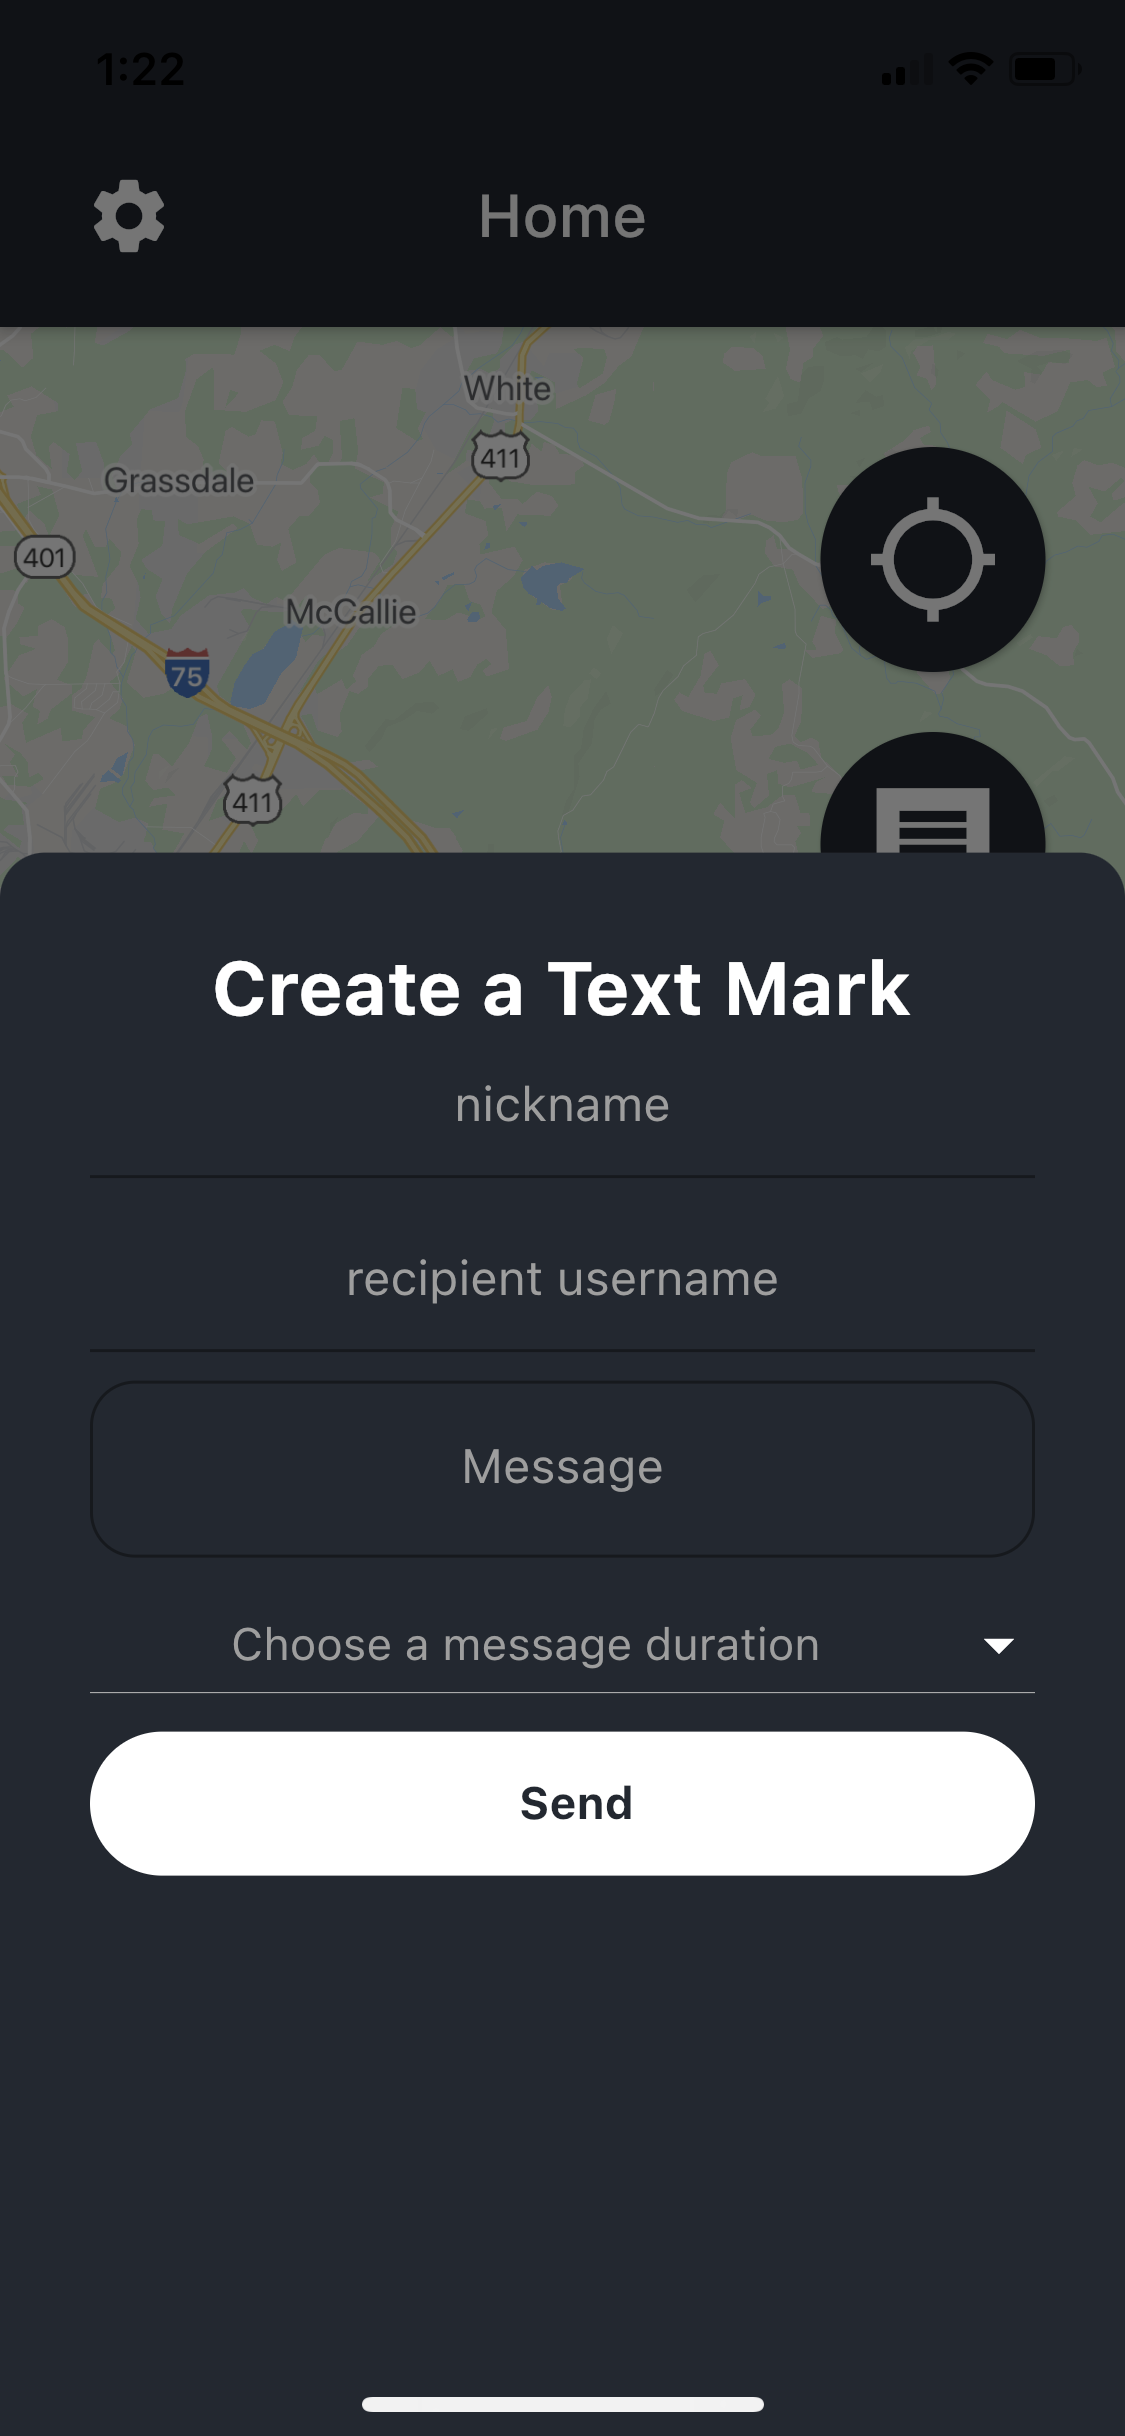 1:22
Home
White
411
Grassdale
401
McCallie
75
411
Create a Text Mark
nickname
recipient username
Message
Choose a message duration
Send